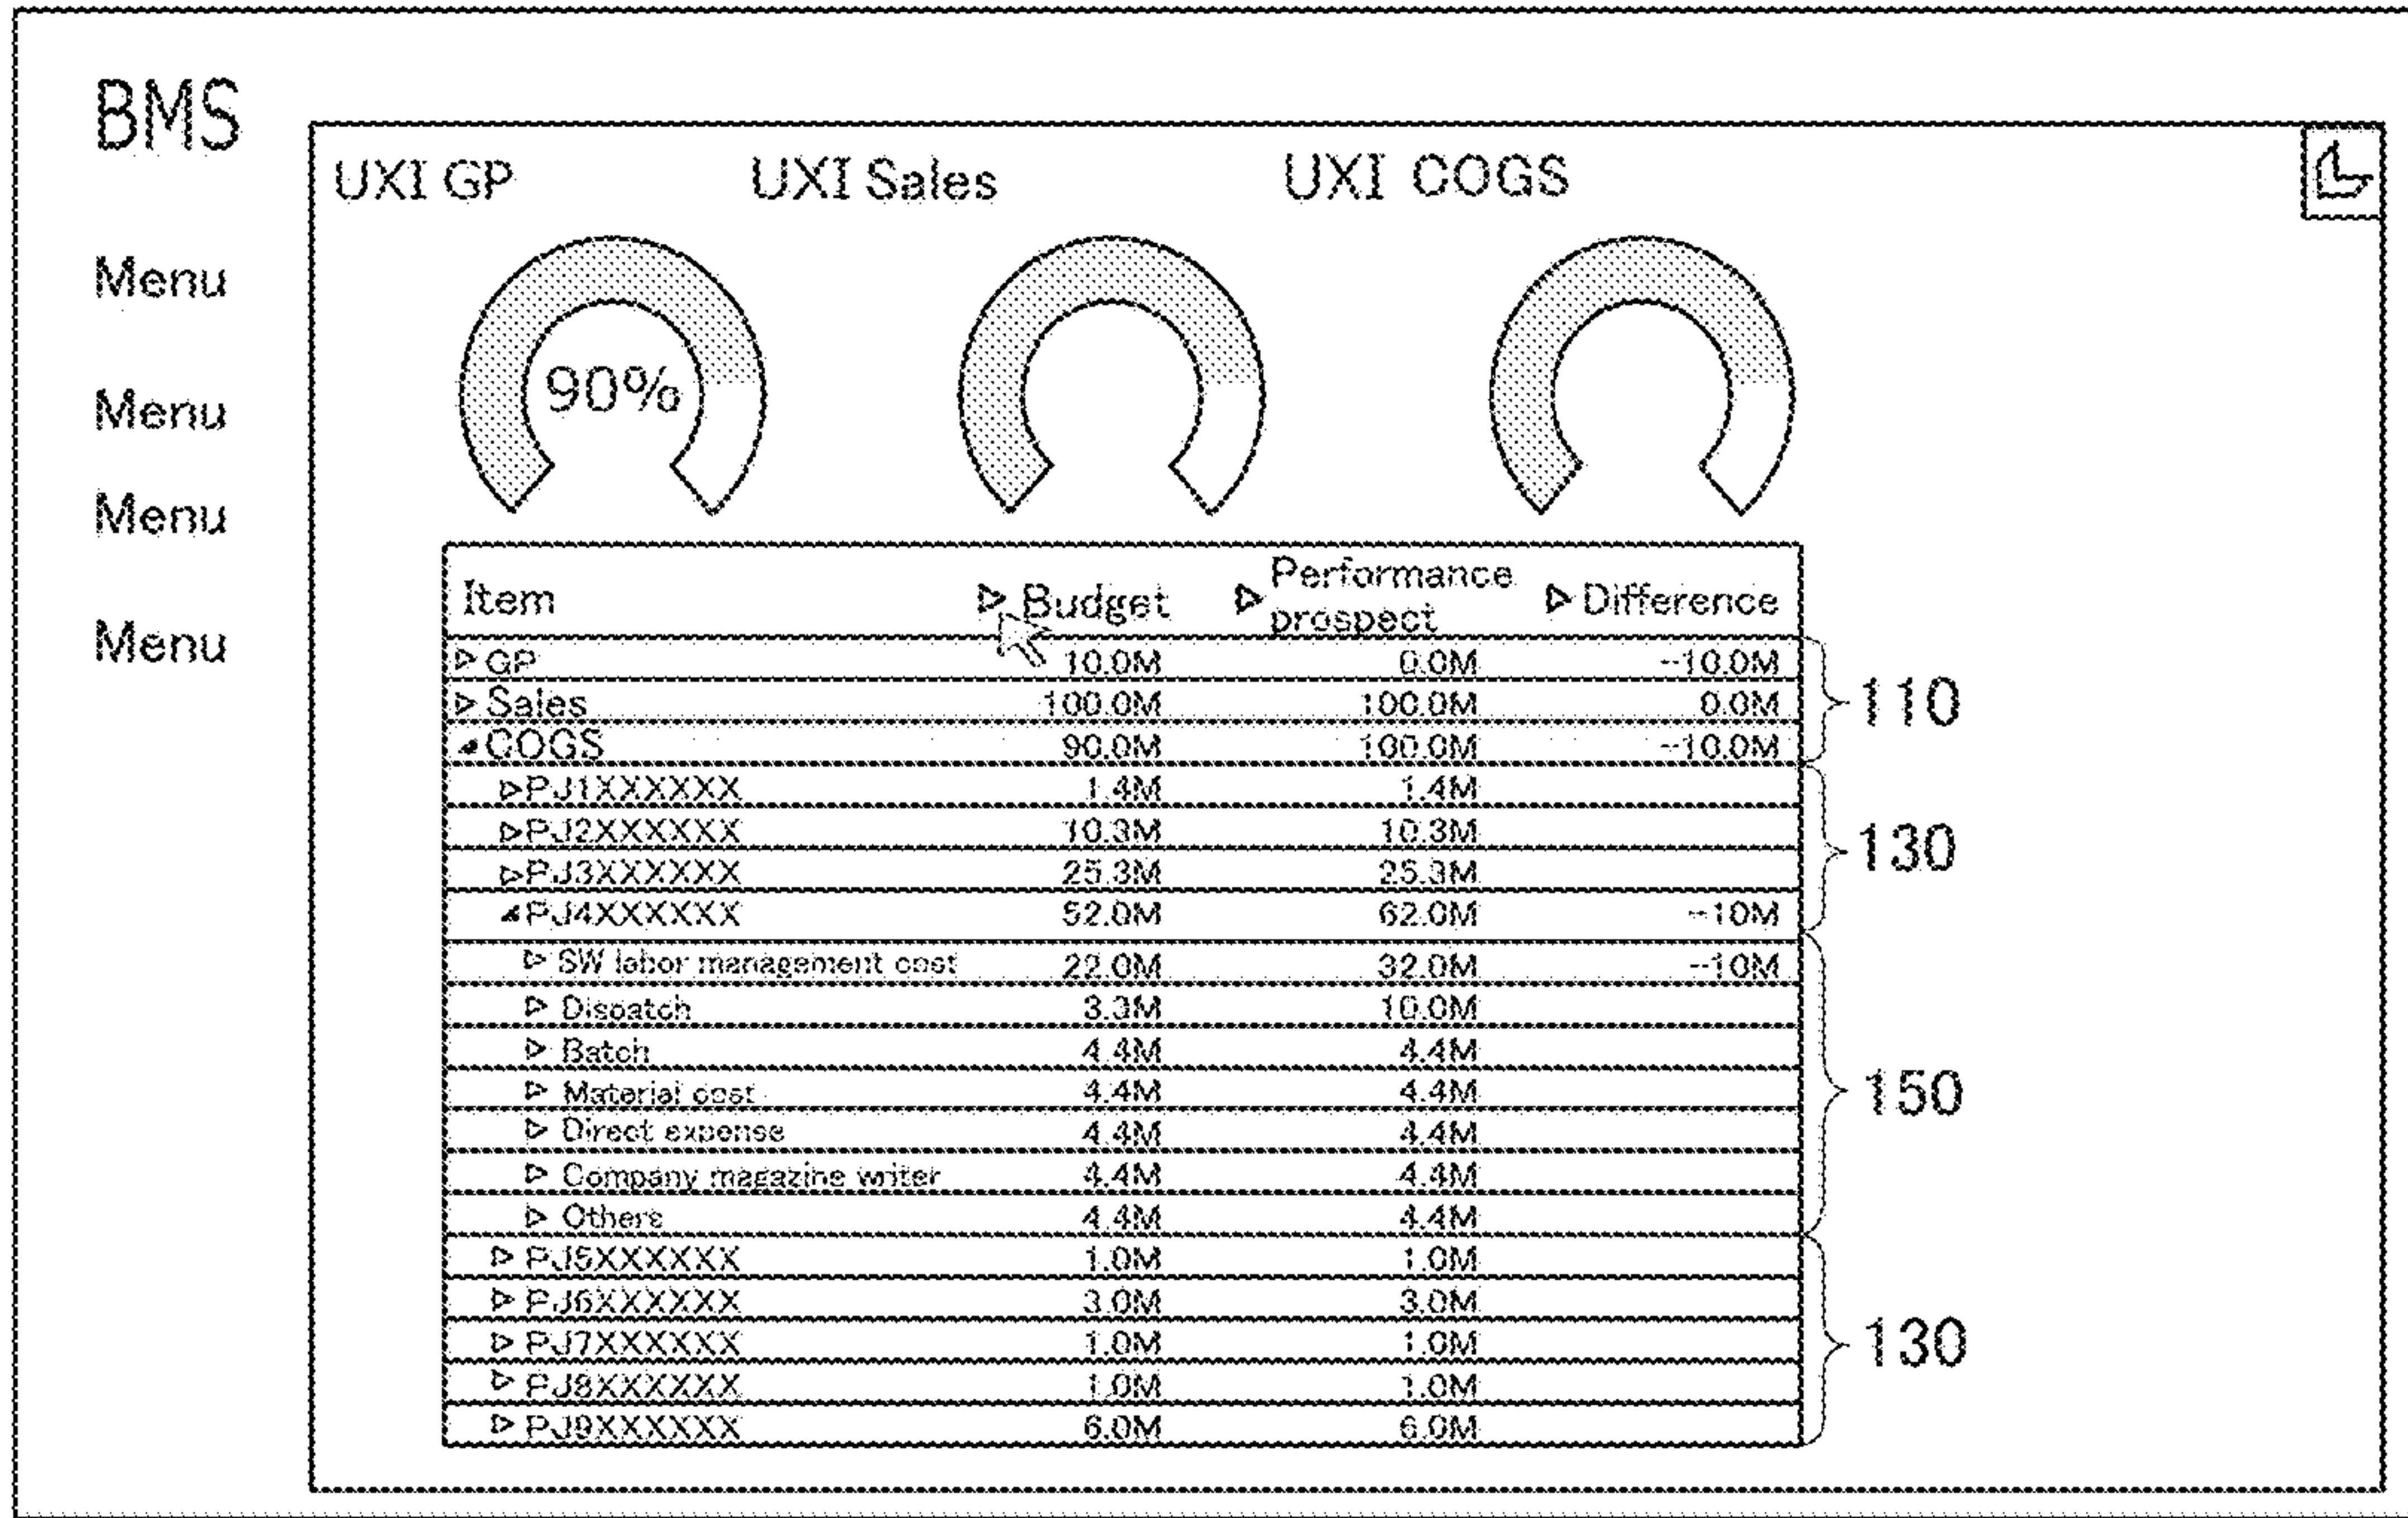 BMS
Menu
Menu
Menu
Menu
UXI GP UXI Sales UXI COGS
90%
Item Budget Performance prospect Difference
GP 10.0M 0.0M --10.0M
Sales 100.0M 100.0M 0.0M
COGS 90.0M 100.0M --10.0M
PJ1XXXXXX 1.4M 1.4M
PJ2XXXXXX 10.3M 10.3M
PJ3XXXXXX 25.3M 25.3M
PJ4XXXXXX 52.0M 62.0M --10M
SW labor management cost 22.0M 32.0M --10M
Dispatch 3.3M 10.0M
Batch 4.4M 4.4M
Material cost 4.4M 4.4M
Direct expense 4.4M 4.4M
Company magazine writer 4.4M 4.4M
Others 4.4M 4.4M
PJ5XXXXXX 1.0M 1.0M
PJ6XXXXXX 3.0M 3.0M
PJ7XXXXXX 1.0M 1.0M
PJ8XXXXXX 1.0M 1.0M
PJ9XXXXXX 6.0M 6.0M
110
130
150
130